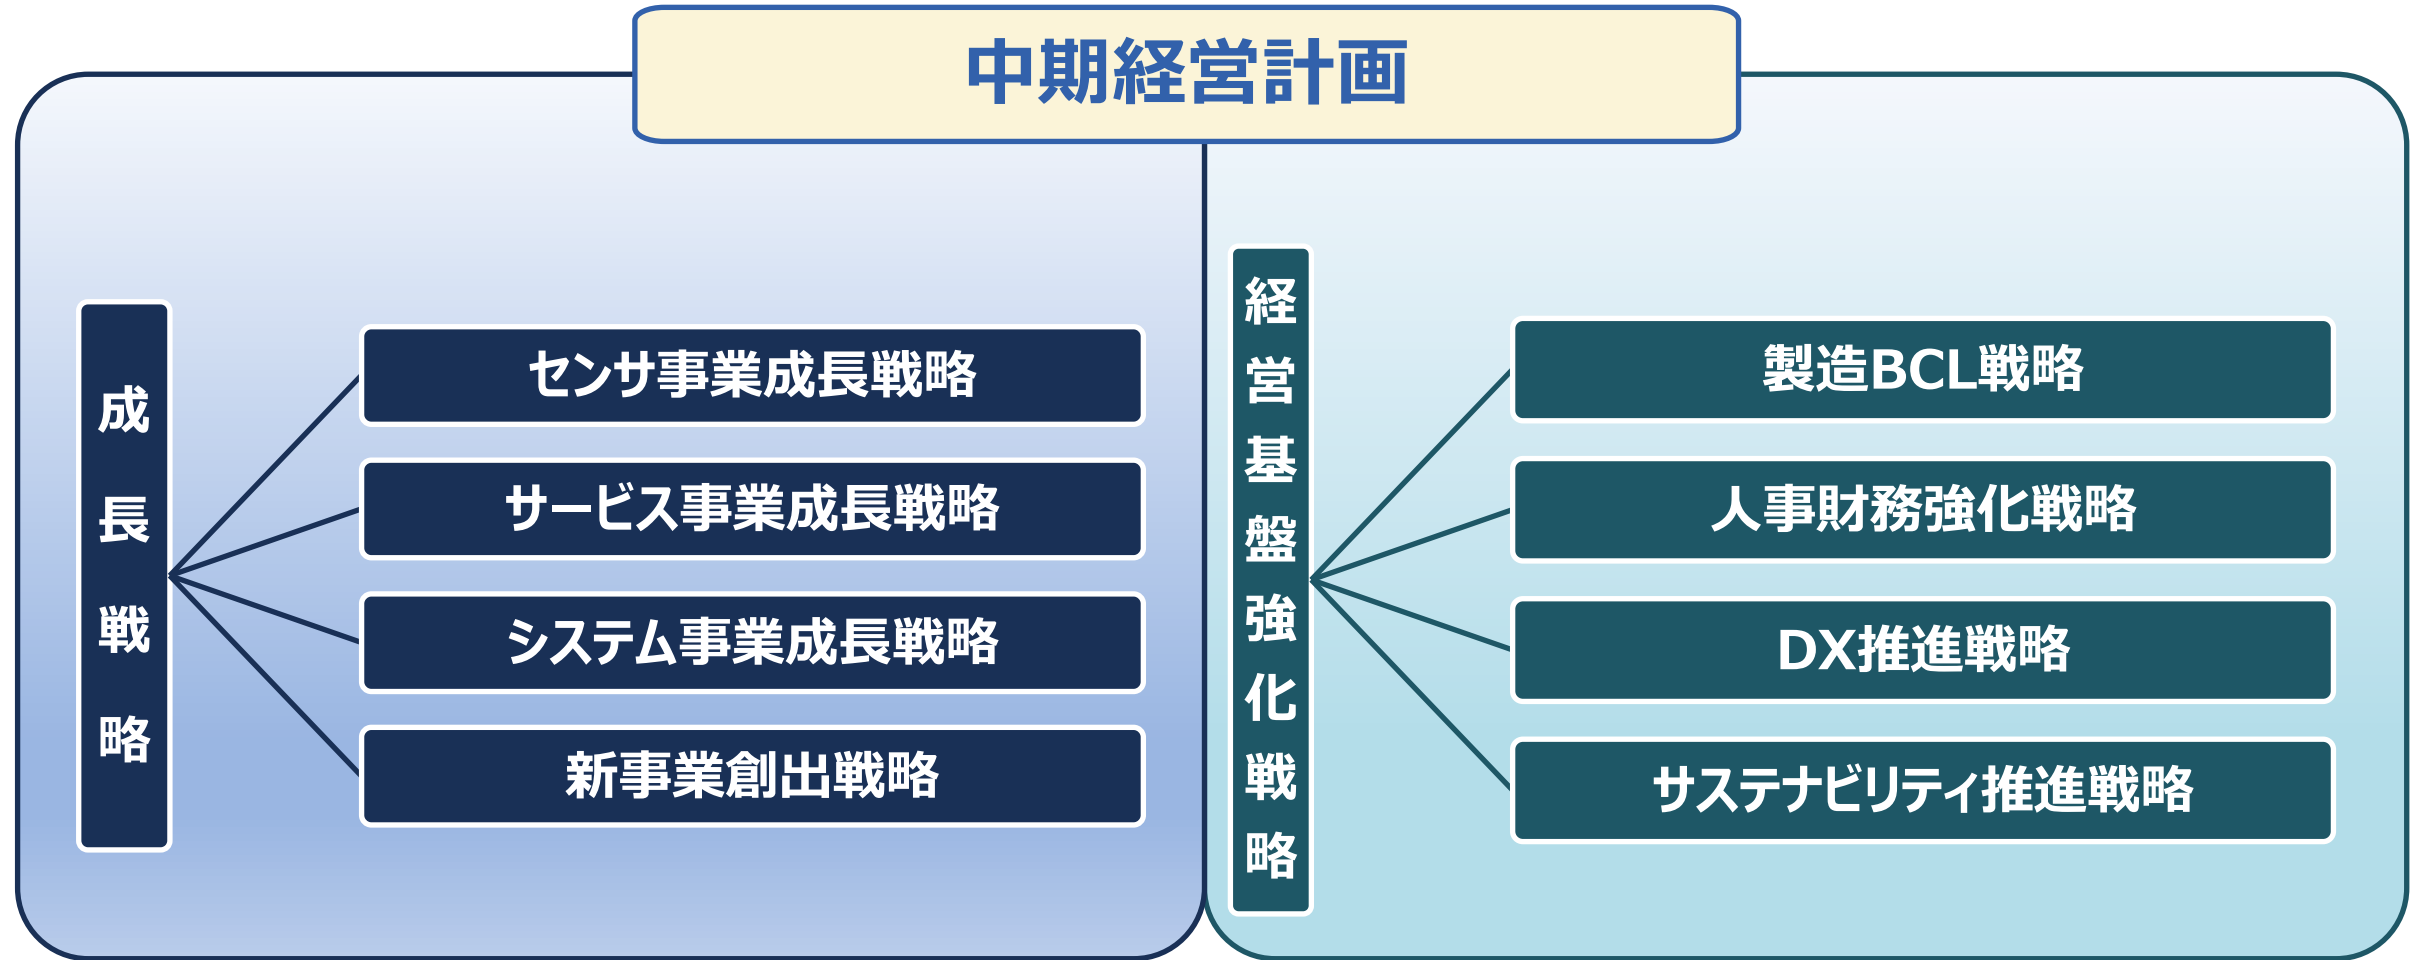 中期経営計画
成長戦略
センサ事業成長戦略
サービス事業成長戦略
システム事業成長戦略
新事業創出戦略
経営基盤強化戦略
製造BCL戦略
人事財務強化戦略
DX推進戦略
サステナビリティ推進戦略